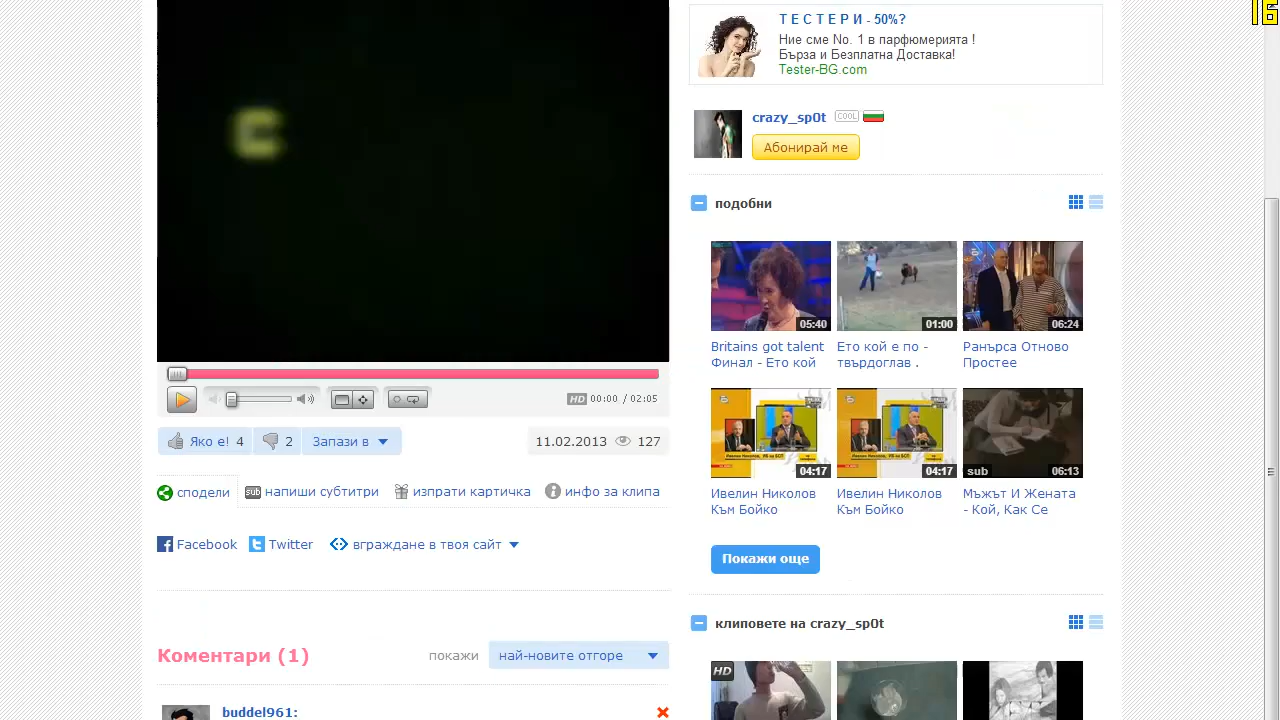 16
Т Е С Т Е Р И - 50%?
Ние сме No. 1 в парфюмерията !
Бърза и Безплатна Доставка!
Tester-BG.com
crazy_sp0t COOL
Абонирай ме
подобни
05:40 01:00 06:24
Britains got talent Финал - Ето кой
Ето кой е по - твърдоглав .
Ранърса Отново Простее
04:17 04:17 sub 06:13
Ивелин Николов Към Бойко
Ивелин Николов Към Бойко
Мъжът И Жената - Кой, Как Се
Покажи още
клиповете на crazy_sp0t
HD
C
HD 00:00 / 02:05
Яко е! 4 2 Запази в 11.02.2013 127
сподели sub напиши субтитри изпрати картичка инфо за клипа
Facebook Twitter вграждане в твоя сайт
Коментари (1) покажи най-новите отгоре
buddel961: